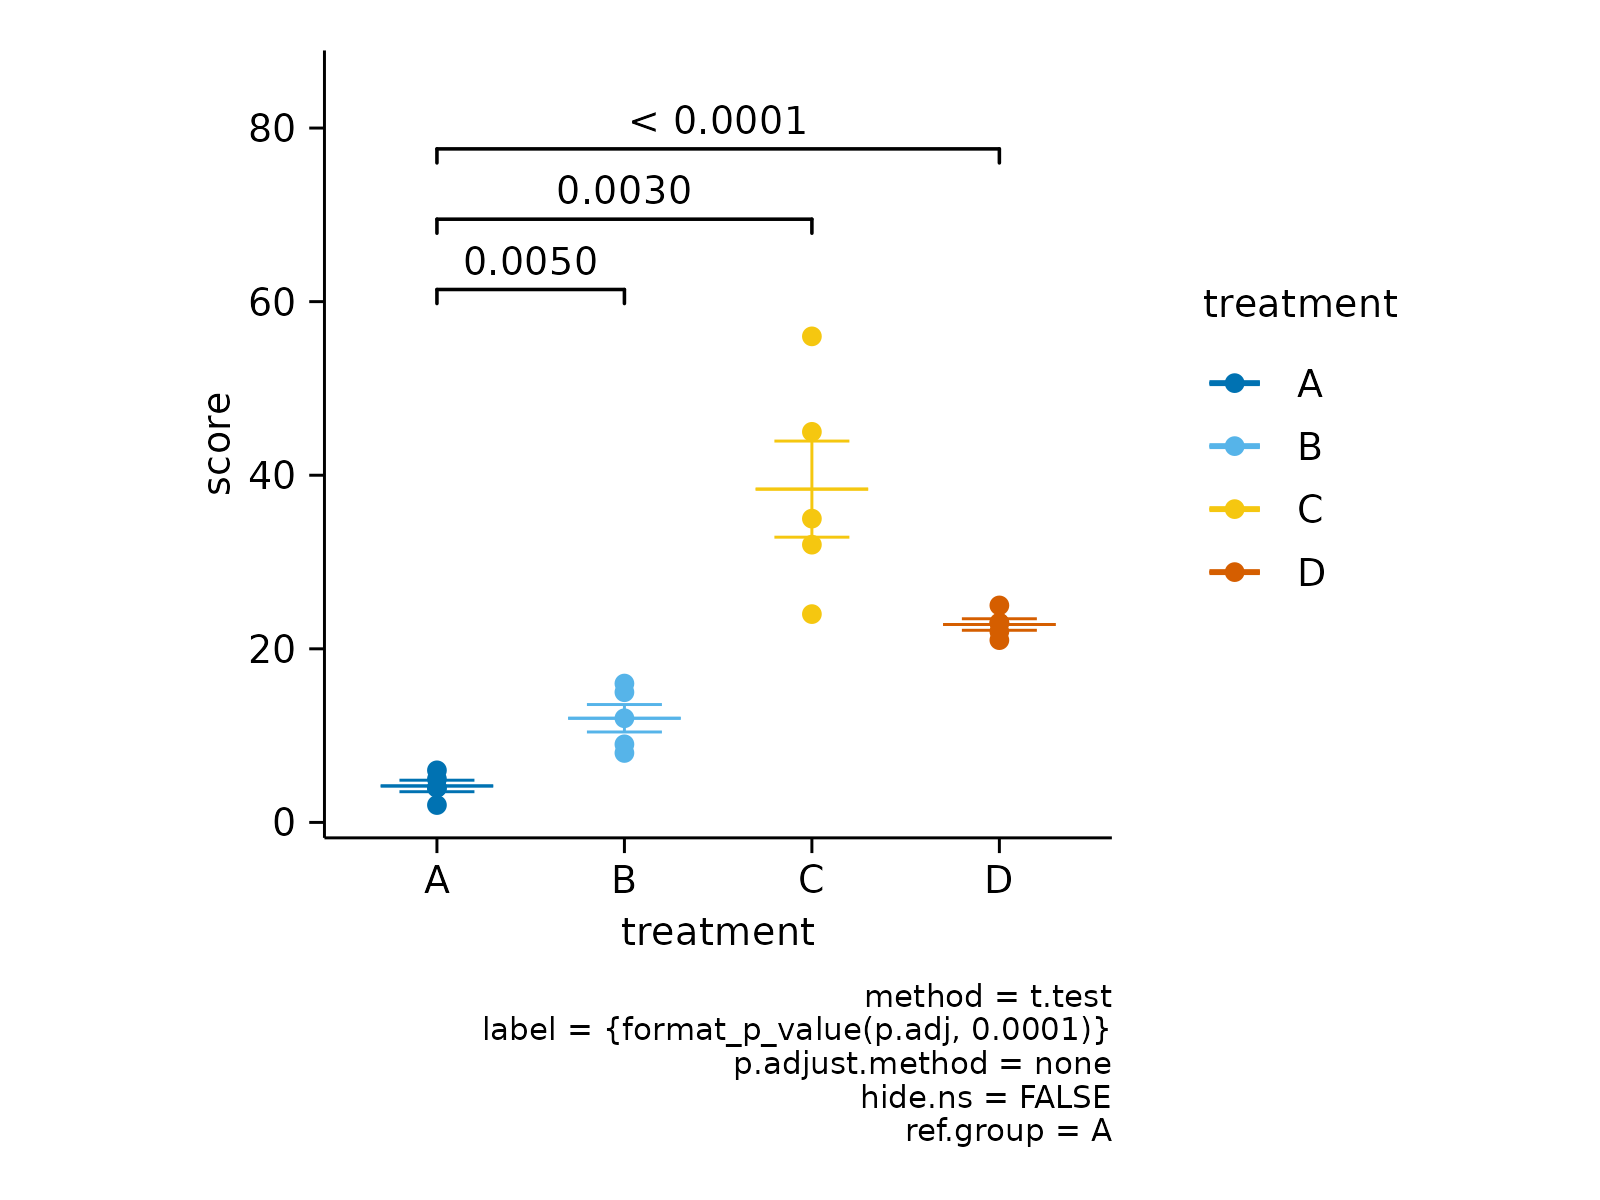 80
60
40
20
0
score
< 0.0001
0.0030
0.0050
A
B
C
D
treatment
treatment
A
B
C
D
method = t.test
label = {format_p_value(p.adj, 0.0001)}
p.adjust.method = none
hide.ns = FALSE
ref.group = A